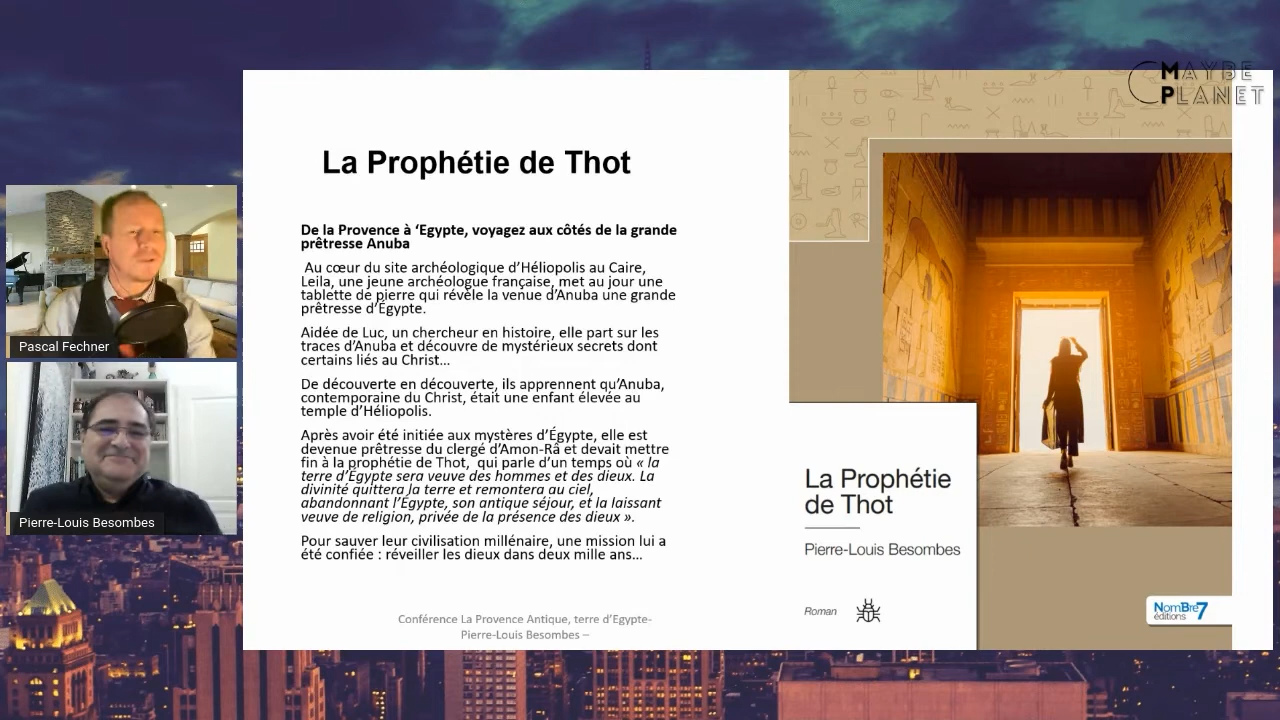 MAYBE
PLANET
La Prophétie de Thot
De la Provence à ‘Egypte, voyagez aux côtés de la grande
prêtresse Anuba
Au cœur du site archéologique d’Héliopolis au Caire,
Leila, une jeune archéologue française, met au jour une
tablette de pierre qui révèle la venue d’Anuba une grande
prêtresse d’Égypte.
Aidée de Luc, un chercheur en histoire, elle part sur les
traces d’Anuba et découvre de mystérieux secrets dont
certains liés au Christ…
De découverte en découverte, ils apprennent qu’Anuba,
contemporaine du Christ, était une enfant élevée au
temple d’Héliopolis.
Après avoir été initiée aux mystères d’Égypte, elle est
devenue prêtresse du clergé d’Amon-Râ et devait mettre
fin à la prophétie de Thot, qui parle d’un temps où « la
terre d’Égypte sera veuve des hommes et des dieux. La
divinité quittera la terre et remontera au ciel,
abandonnant l’Égypte, son antique séjour, et la laissant
veuve de religion, privée de la présence des dieux ».
Pour sauver leur civilisation millénaire, une mission lui a
été confiée : réveiller les dieux dans deux mille ans…
Conférence La Provence Antique, terre d’Egypte-
Pierre-Louis Besombes –
La Prophétie
de Thot
Pierre-Louis Besombes
Roman
NomBre7
éditions
Pascal Fechner
Pierre-Louis Besombes